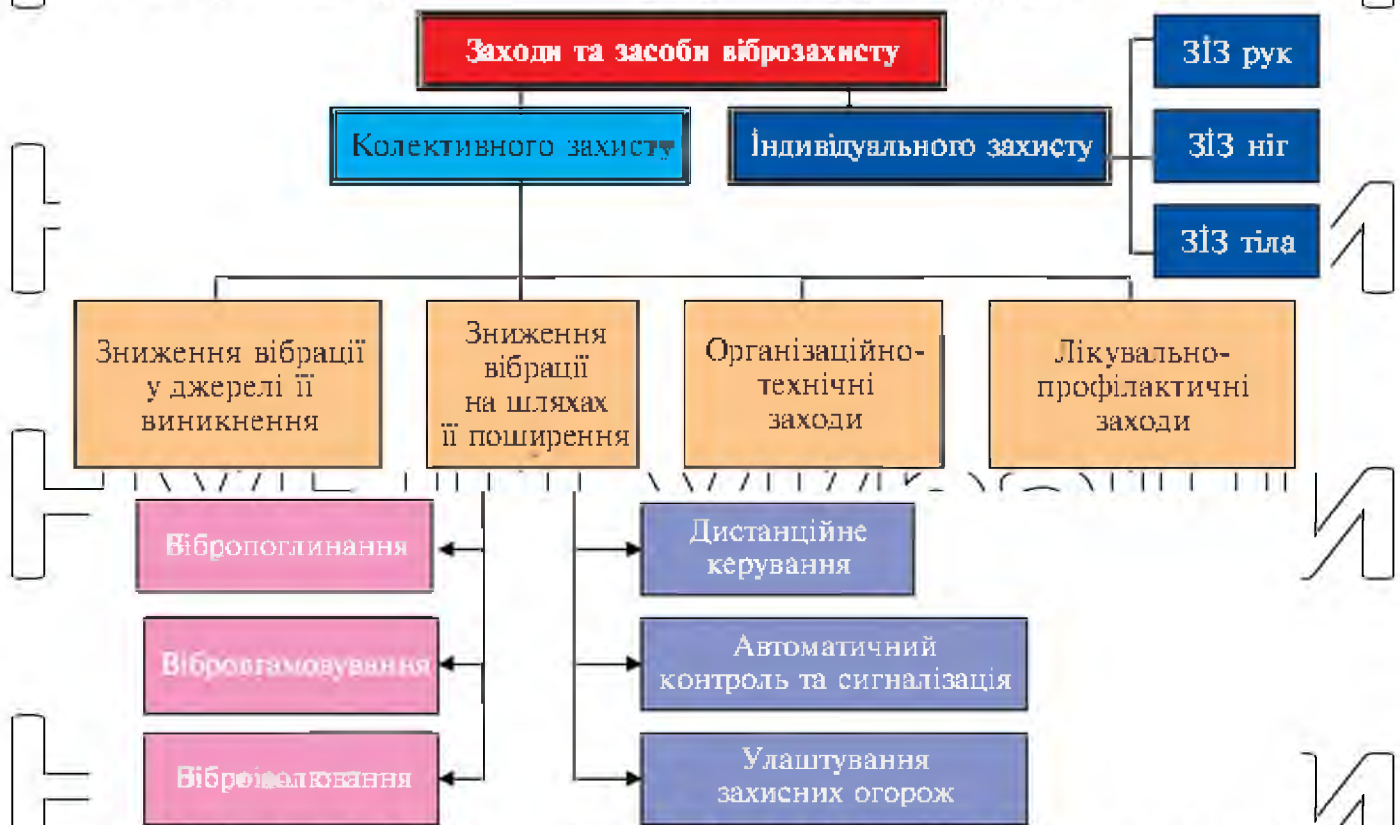 Заходи та засоби віброзахисту
ЗІЗ рук
Колективного захисту
Індивідуального захисту
ЗІЗ ніг
ЗІЗ тіла
Зниження вібрації
у джерелі її
виникнення
Зниження
вібрації
на шляхах
її поширення
Організаційно-
технічні
заходи
Лікувально-
профілактичні
заходи
Вібропоглинання
Дистанційне
керування
Вібровгамовування
Автоматичний
контроль та сигналізація
Віброізолювання
Улаштування
захисних огорож